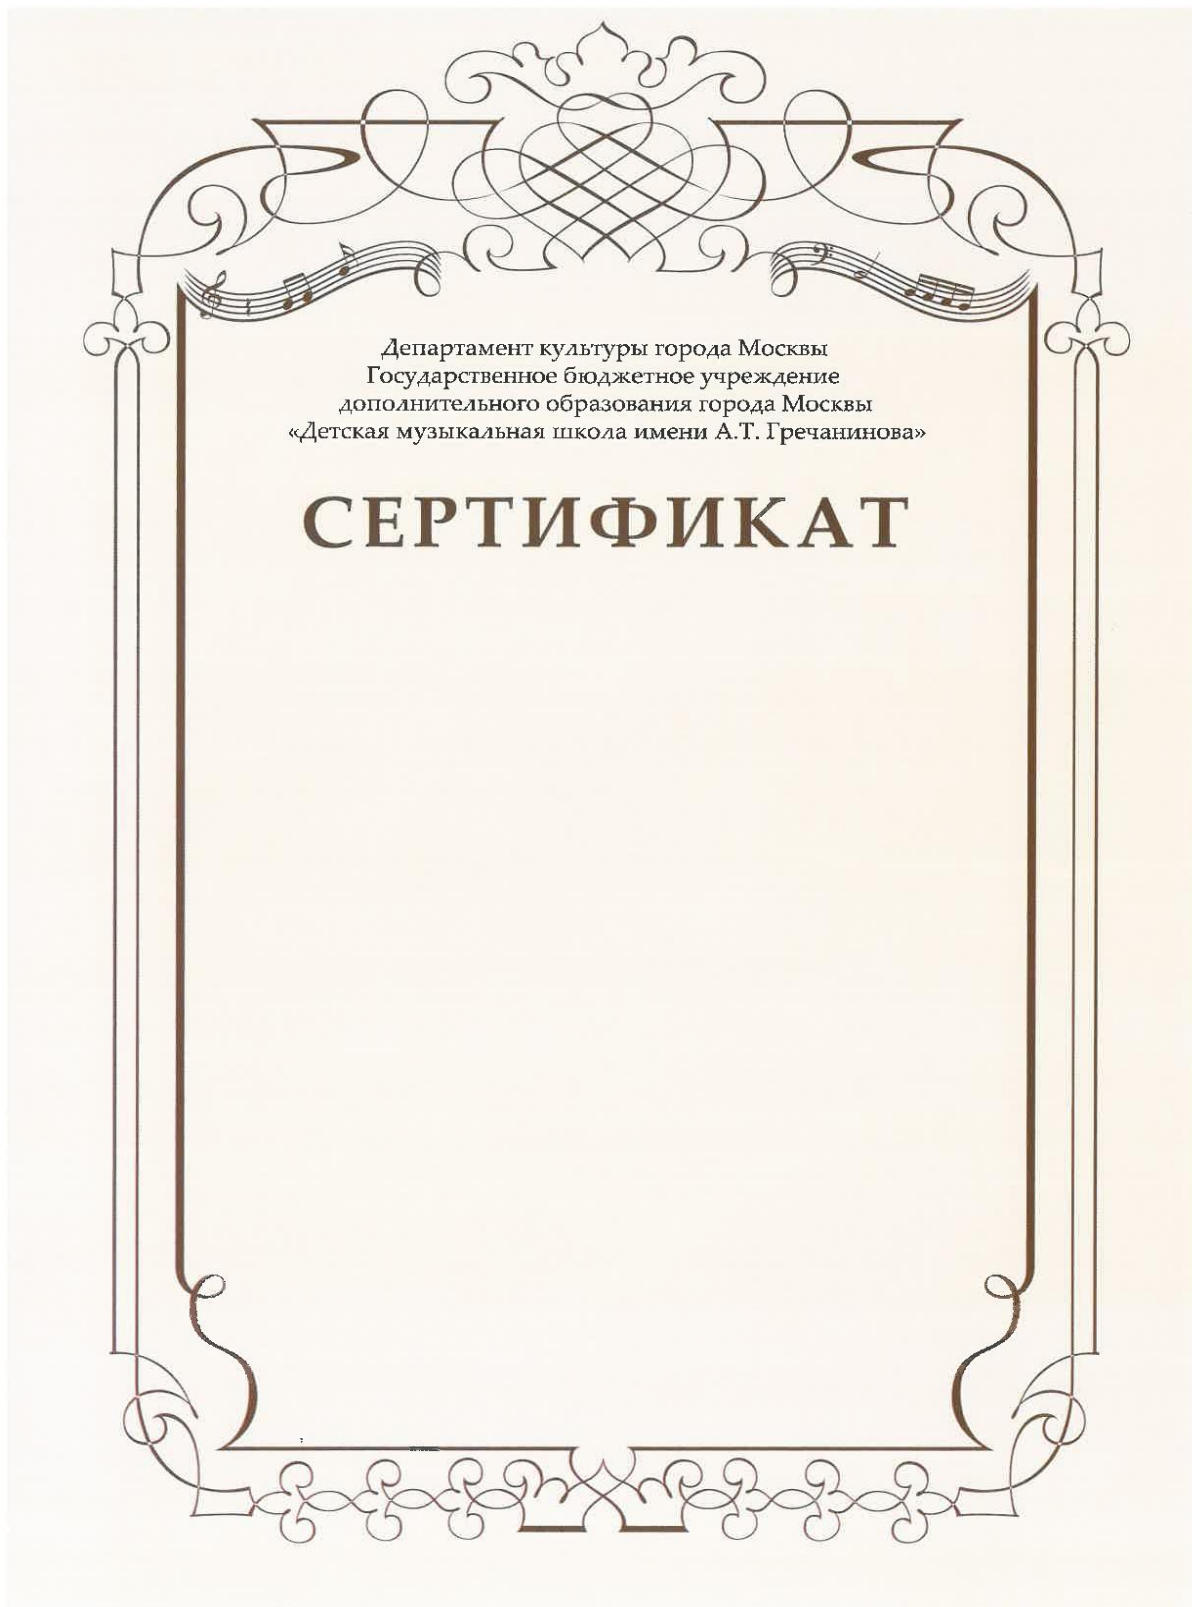 Департамент культуры города Москвы
Государственное бюджетное учреждение
дополнительного образования города Москвы
«Детская музыкальная школа имени А.Т. Гречанинова»
СЕРТИФИКАТ